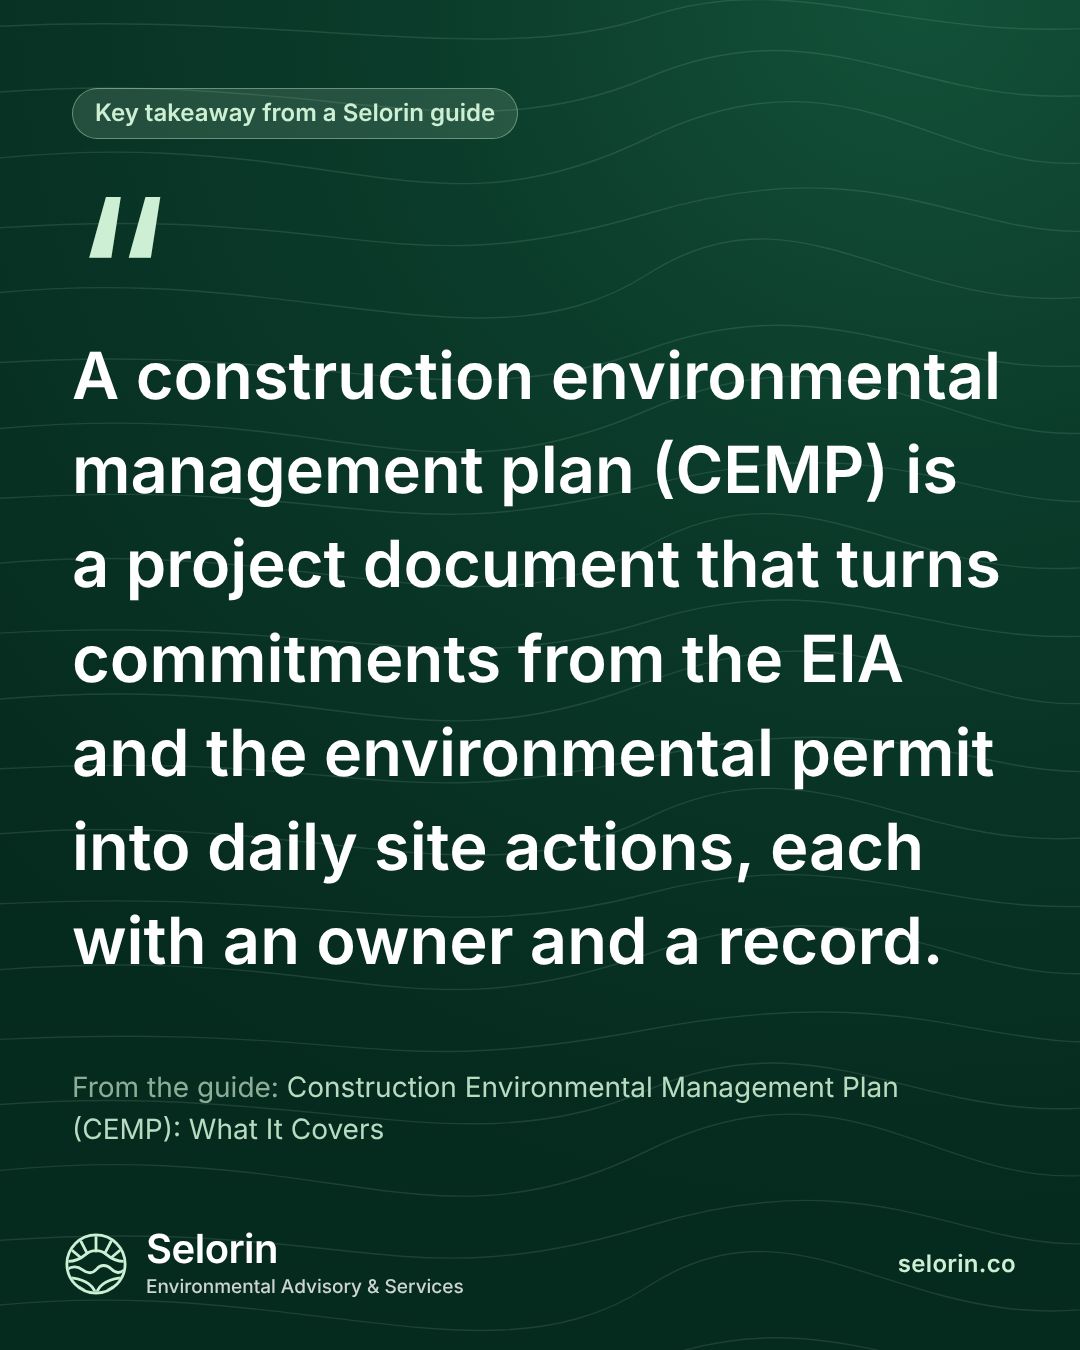 Key takeaway from a Selorin guide
"
A construction environmental
management plan (CEMP) is
a project document that turns
commitments from the EIA
and the environmental permit
into daily site actions, each
with an owner and a record.
From the guide: Construction Environmental Management Plan
(CEMP): What It Covers
Selorin
Environmental Advisory & Services
selorin.co